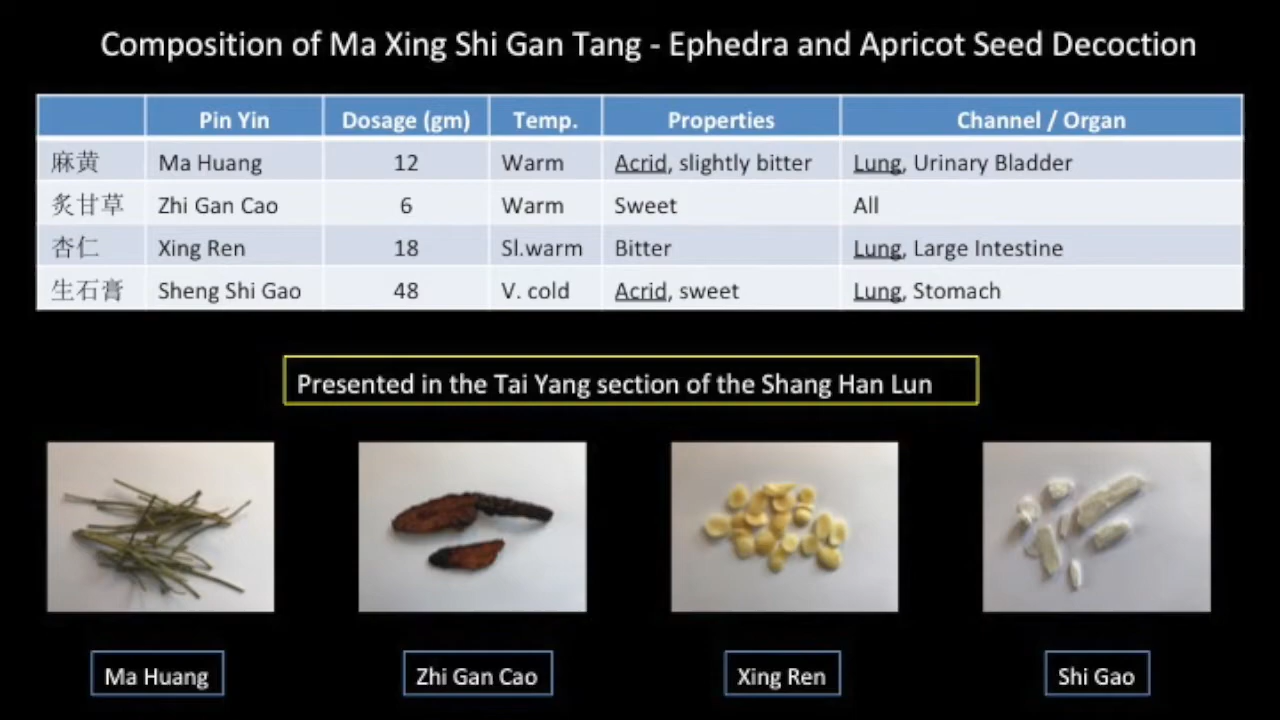 Composition of Ma Xing Shi Gan Tang - Ephedra and Apricot Seed Decoction
Pin Yin Dosage (gm) Temp. Properties Channel / Organ
麻黄 Ma Huang 12 Warm Acrid, slightly bitter Lung, Urinary Bladder
炙甘草 Zhi Gan Cao 6 Warm Sweet All
杏仁 Xing Ren 18 Sl.warm Bitter Lung, Large Intestine
生石膏 Sheng Shi Gao 48 V. cold Acrid, sweet Lung, Stomach
Presented in the Tai Yang section of the Shang Han Lun
Ma Huang Zhi Gan Cao Xing Ren Shi Gao